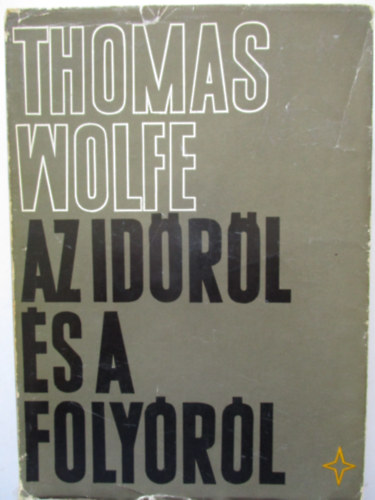 THOMAS
WOLFE
AZ IDŐRŐL
ÉS A
FOLYÓRÓL